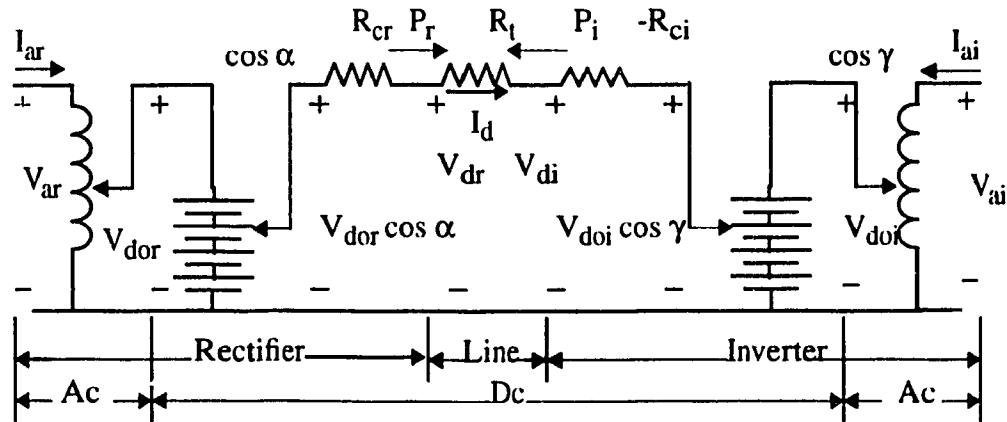 R_cr P_r R_t P_i -R_ci
I_ar cos α cos γ I_ai
+ + + + + + + +
I_d
V_ar V_dr V_di V_ai
V_dor V_dor cos α V_doi cos γ V_doi
− − − − − − − −
Rectifier Line Inverter
Ac Dc Ac